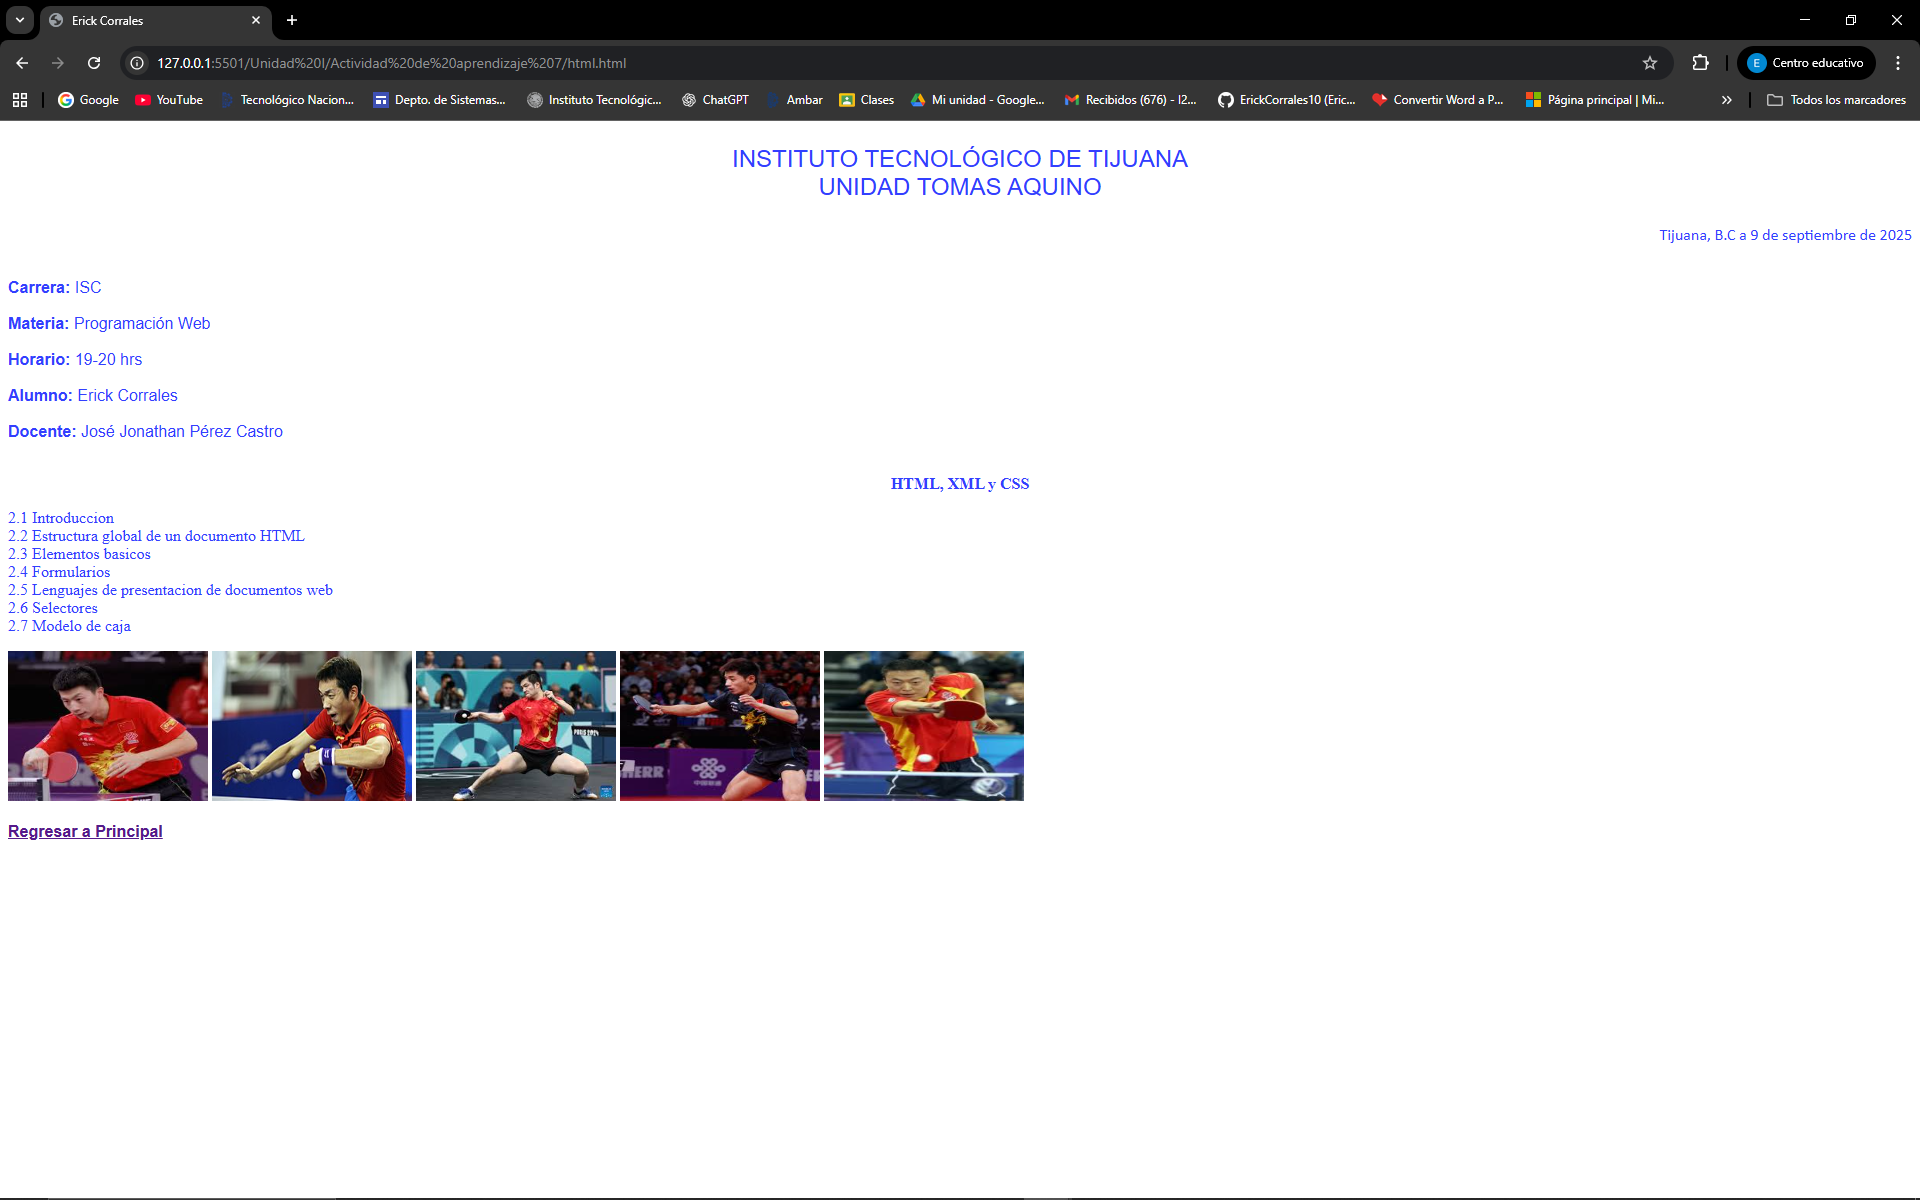 Erick Corrales
127.0.0.1:5501/Unidad%20I/Actividad%20de%20aprendizaje%207/html.html
E Centro educativo
Google YouTube Tecnológico Nacion... Depto. de Sistemas... Instituto Tecnológic... ChatGPT Ambar Clases Mi unidad - Google... Recibidos (676) - l2... ErickCorrales10 (Eric... Convertir Word a P... Página principal | Mi... » Todos los marcadores
INSTITUTO TECNOLÓGICO DE TIJUANA
UNIDAD TOMAS AQUINO
Tijuana, B.C a 9 de septiembre de 2025
Carrera: ISC
Materia: Programación Web
Horario: 19-20 hrs
Alumno: Erick Corrales
Docente: José Jonathan Pérez Castro
HTML, XML y CSS
2.1 Introduccion
2.2 Estructura global de un documento HTML
2.3 Elementos basicos
2.4 Formularios
2.5 Lenguajes de presentacion de documentos web
2.6 Selectores
2.7 Modelo de caja
PARIS 2024
Regresar a Principal